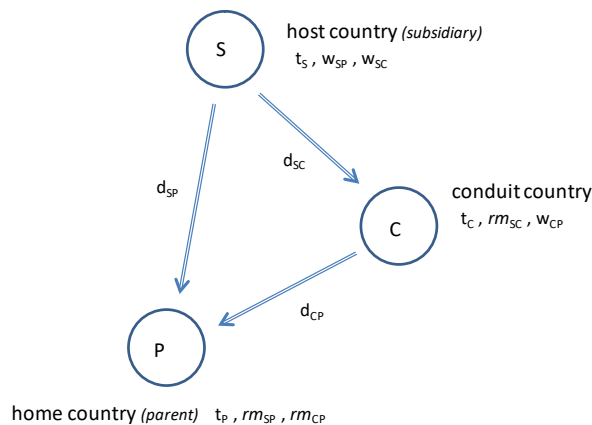 S
host country (subsidiary)
tS , wSP , wSC
dSP
dSC
conduit country
C
tC , rmSC , wCP
dCP
P
home country (parent) tP , rmSP , rmCP